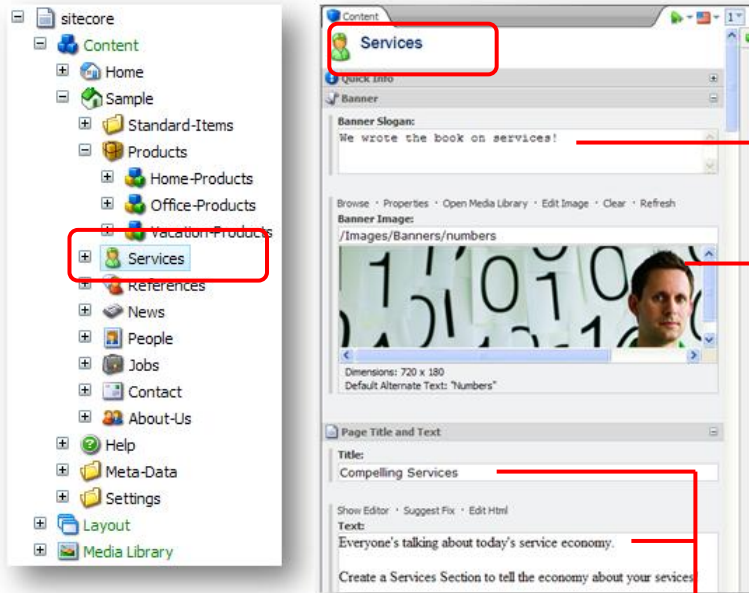 sitecore
Content
Home
Sample
Standard-Items
Products
Home-Products
Office-Products
Vacation-Products
Services
References
News
People
Jobs
Contact
About-Us
Help
Meta-Data
Settings
Layout
Media Library
Content
1
Services
Quick Info
Banner
Banner Slogan:
We wrote the book on services!
Browse · Properties · Open Media Library · Edit Image · Clear · Refresh
Banner Image:
/Images/Banners/numbers
Dimensions: 720 x 180
Default Alternate Text: "Numbers"
Page Title and Text
Title:
Compelling Services
Show Editor · Suggest Fix · Edit Html
Text:
Everyone's talking about today's service economy.
Create a Services Section to tell the economy about your sevices